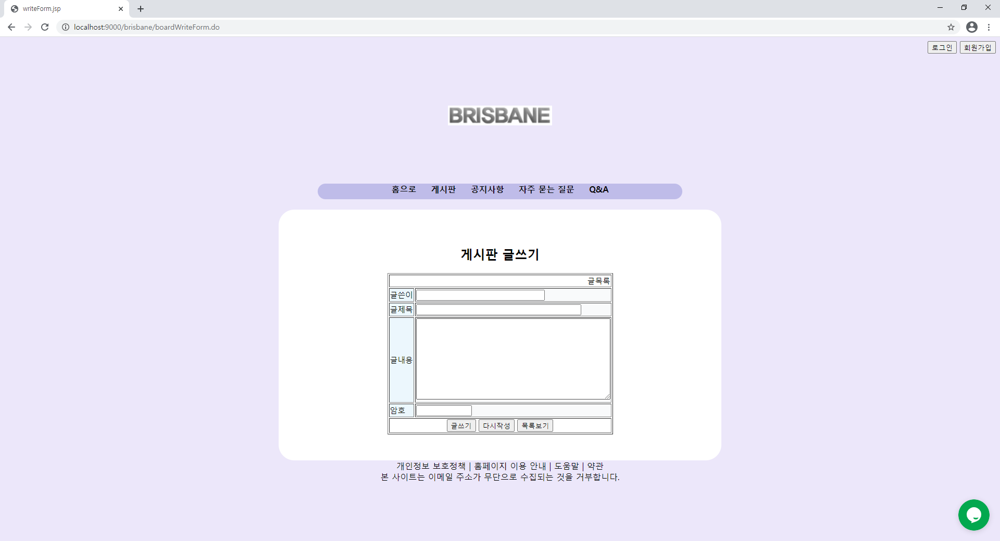 writeForm.jsp
localhost:9000/brisbane/boardWriteForm.do
로그인 회원가입
BRISBANE
홈으로 게시판 공지사항 자주 묻는 질문 Q&A
게시판 글쓰기
글목록
글쓴이
글제목
글내용
암호
글쓰기 다시작성 목록보기
개인정보 보호정책 | 홈페이지 이용 안내 | 도움말 | 약관
본 사이트는 이메일 주소가 무단으로 수집되는 것을 거부합니다.